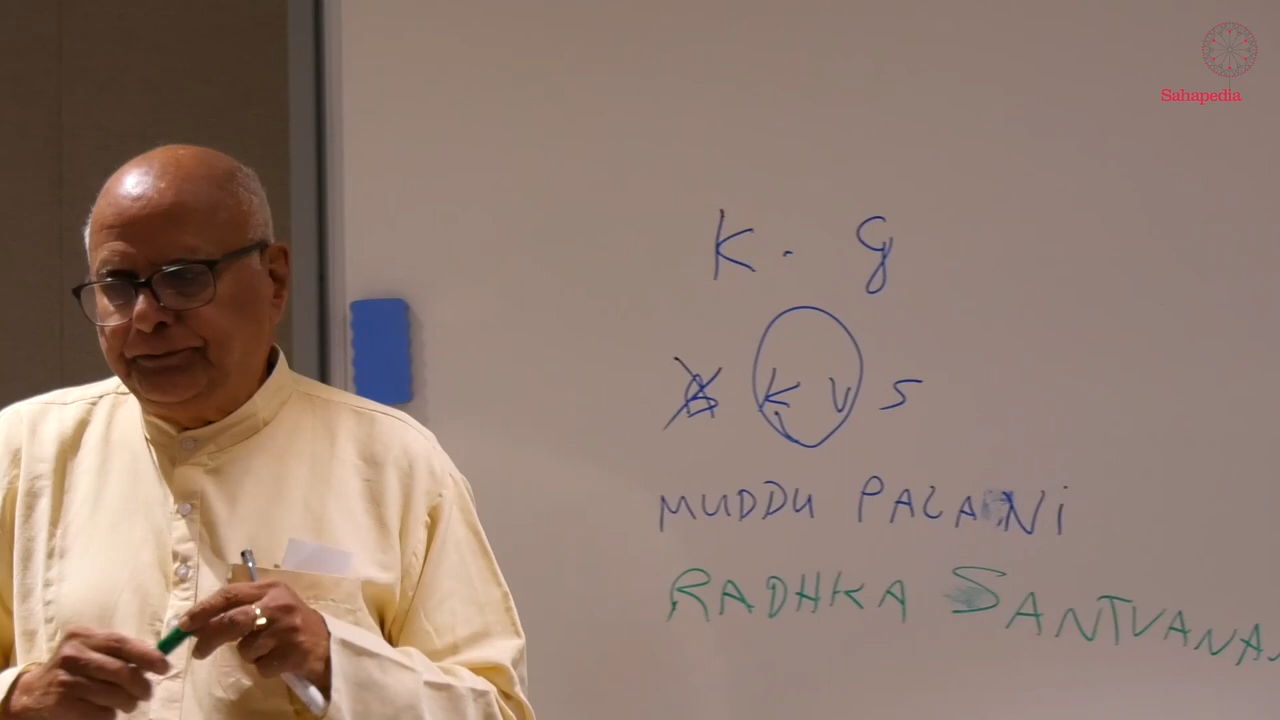 Sahapedia
K. G
K V S
MUDDU PALANi
RADHKA SANTVANA